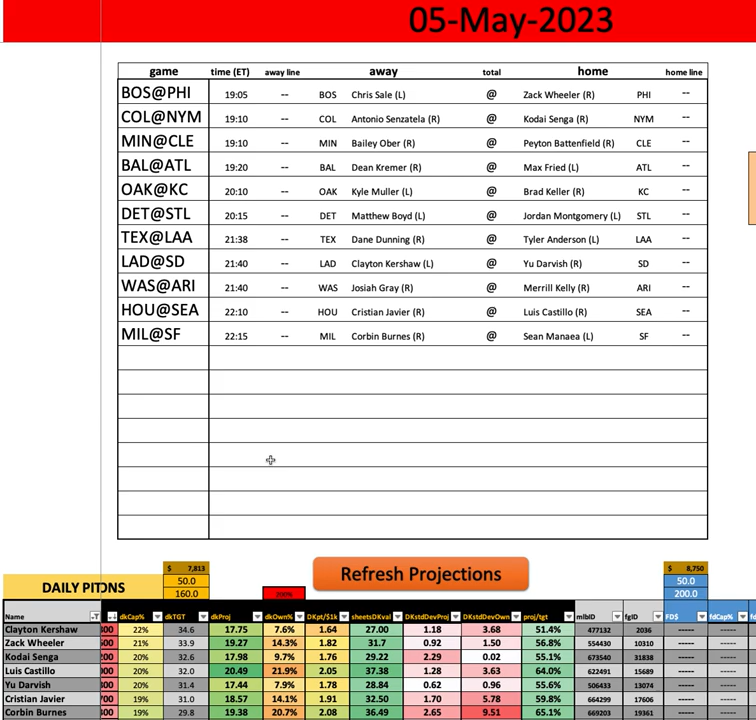 05-May-2023
game time (ET) away line away total home home line
BOS@PHI 19:05 -- BOS Chris Sale (L) @ Zack Wheeler (R) PHI --
COL@NYM 19:10 -- COL Antonio Senzatela (R) @ Kodai Senga (R) NYM --
MIN@CLE 19:10 -- MIN Bailey Ober (R) @ Peyton Battenfield (R) CLE --
BAL@ATL 19:20 -- BAL Dean Kremer (R) @ Max Fried (L) ATL --
OAK@KC 20:10 -- OAK Kyle Muller (L) @ Brad Keller (R) KC --
DET@STL 20:15 -- DET Matthew Boyd (L) @ Jordan Montgomery (L) STL --
TEX@LAA 21:38 -- TEX Dane Dunning (R) @ Tyler Anderson (L) LAA --
LAD@SD 21:40 -- LAD Clayton Kershaw (L) @ Yu Darvish (R) SD --
WAS@ARI 21:40 -- WAS Josiah Gray (R) @ Merrill Kelly (R) ARI --
HOU@SEA 22:10 -- HOU Cristian Javier (R) @ Luis Castillo (R) SEA --
MIL@SF 22:15 -- MIL Corbin Burnes (R) @ Sean Manaea (L) SF --
$ 7,813 Refresh Projections $ 8,750
50.0 50.0
DAILY PITONS 160.0 200% 200.0
Name dkCap% dkTGT dkProj dkOwn% DKpt/$1k sheetsDKval DKstdDevProj DKstdDevOwn proj/tgt mlbID fgID FD$ fdCap% fdT
Clayton Kershaw 300 22% 34.6 17.75 7.6% 1.64 27.00 1.18 3.68 51.4% 477132 2036 ----- -----
Zack Wheeler 500 21% 33.9 19.27 14.3% 1.82 31.7 0.92 1.50 56.8% 554430 10310 ----- -----
Kodai Senga 200 20% 32.6 17.98 9.7% 1.76 29.22 2.29 0.02 55.1% 673540 31838 ----- -----
Luis Castillo 000 20% 32.0 20.49 21.9% 2.05 37.38 1.28 3.63 64.0% 622491 15689 ----- -----
Yu Darvish 300 20% 31.4 17.44 7.9% 1.78 28.84 0.62 0.96 55.6% 506433 13074 ----- -----
Cristian Javier 700 19% 31.0 18.57 14.1% 1.91 32.50 1.70 5.78 59.8% 664299 17606 ----- -----
Corbin Burnes 300 19% 29.8 19.38 20.7% 2.08 36.49 2.65 9.51 65.1% 669203 19361 ----- -----